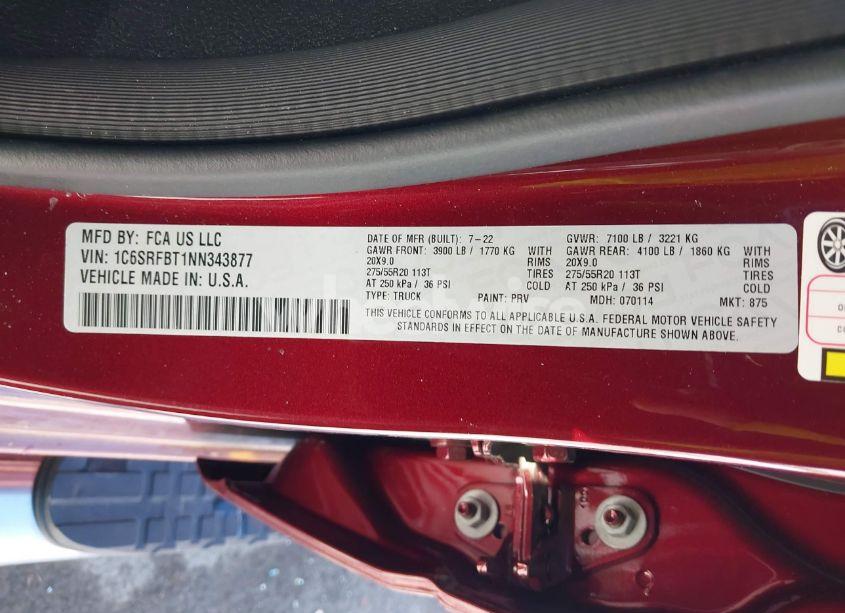 MFD BY: FCA US LLC
VIN: 1C6SRFBT1NN343877
VEHICLE MADE IN: U.S.A.
DATE OF MFR (BUILT): 7-22 GVWR: 7100 LB / 3221 KG
GAWR FRONT: 3900 LB / 1770 KG WITH GAWR REAR: 4100 LB / 1860 KG WITH
20X9.0 RIMS 20X9.0 RIMS
275/55R20 113T TIRES 275/55R20 113T TIRES
AT 250 kPa / 36 PSI COLD AT 250 kPa / 36 PSI COLD
TYPE: TRUCK PAINT: PRV MDH: 070114 MKT: 875
THIS VEHICLE CONFORMS TO ALL APPLICABLE U.S.A. FEDERAL MOTOR VEHICLE SAFETY
STANDARDS IN EFFECT ON THE DATE OF MANUFACTURE SHOWN ABOVE.